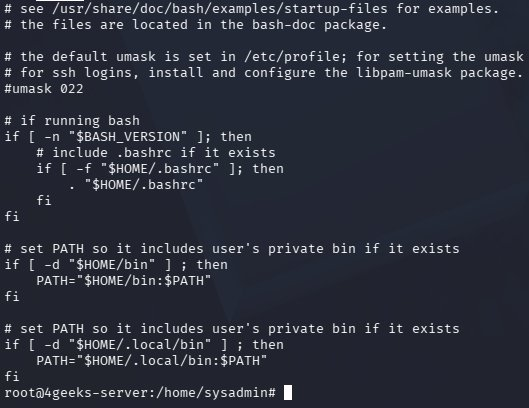 # see /usr/share/doc/bash/examples/startup-files for examples.
# the files are located in the bash-doc package.

# the default umask is set in /etc/profile; for setting the umask
# for ssh logins, install and configure the libpam-umask package.
#umask 022

# if running bash
if [ -n "$BASH_VERSION" ]; then
    # include .bashrc if it exists
    if [ -f "$HOME/.bashrc" ]; then
        . "$HOME/.bashrc"
    fi
fi

# set PATH so it includes user's private bin if it exists
if [ -d "$HOME/bin" ] ; then
    PATH="$HOME/bin:$PATH"
fi

# set PATH so it includes user's private bin if it exists
if [ -d "$HOME/.local/bin" ] ; then
    PATH="$HOME/.local/bin:$PATH"
fi
root@4geeks-server:/home/sysadmin#